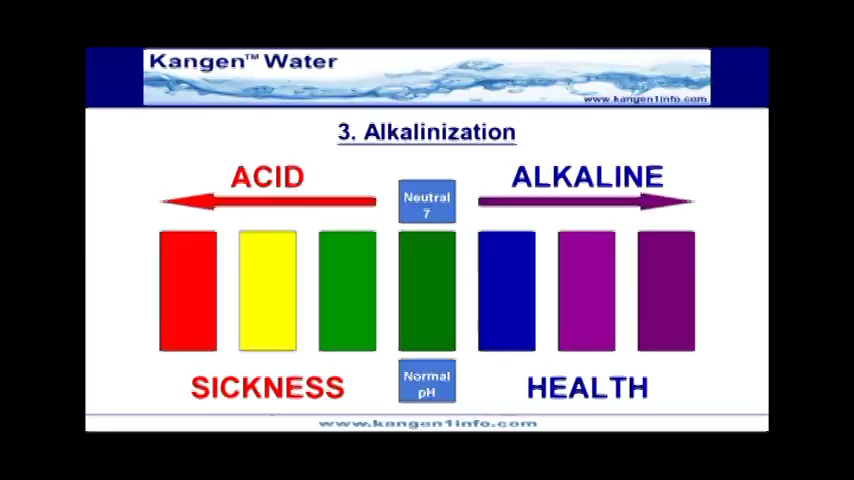 Kangen™ Water
www.kangen1info.com
3. Alkalinization
ACID
ALKALINE
Neutral
7
Normal
pH
SICKNESS
HEALTH
www.kangen1info.com